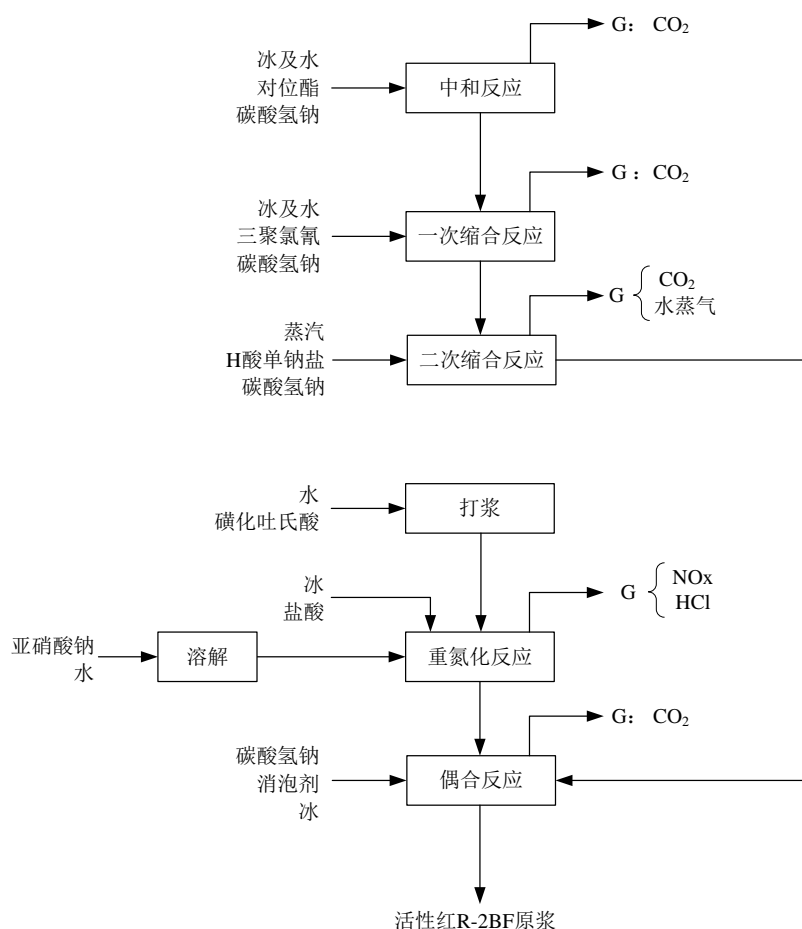 G： CO₂
冰及水
对位酯
碳酸氢钠
中和反应
G： CO₂
冰及水
三聚氯氰
碳酸氢钠
一次缩合反应
G
CO₂
水蒸气
蒸汽
H酸单钠盐
碳酸氢钠
二次缩合反应
水
磺化吐氏酸
打浆
冰
盐酸
G
NOx
HCl
亚硝酸钠
水
溶解
重氮化反应
G： CO₂
碳酸氢钠
消泡剂
冰
偶合反应
活性红R-2BF原浆